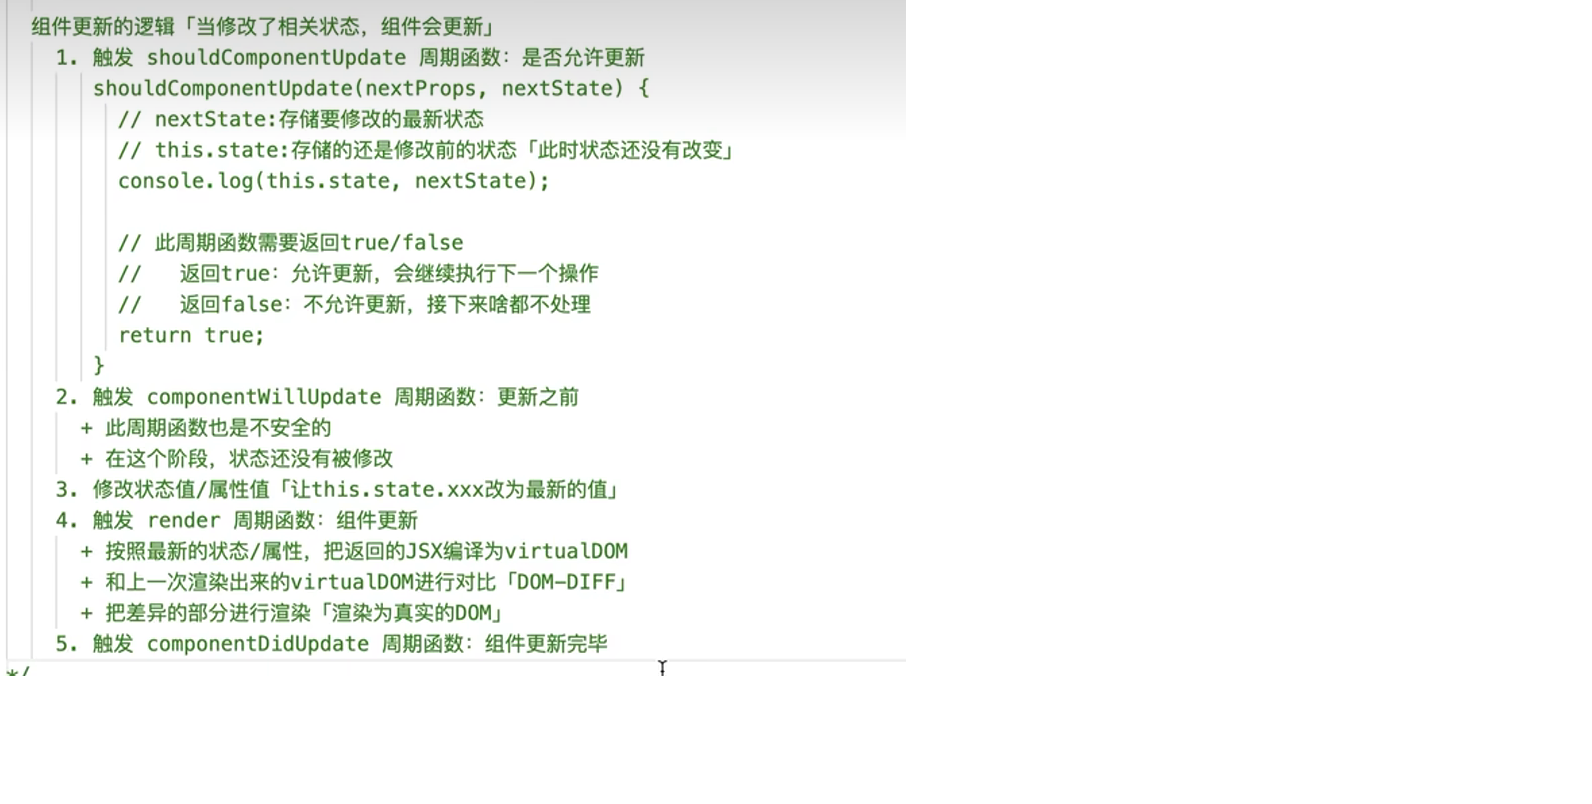 组件更新的逻辑「当修改了相关状态，组件会更新」
1. 触发 shouldComponentUpdate 周期函数：是否允许更新
shouldComponentUpdate(nextProps, nextState) {
// nextState:存储要修改的最新状态
// this.state:存储的还是修改前的状态「此时状态还没有改变」
console.log(this.state, nextState);
// 此周期函数需要返回true/false
//   返回true：允许更新，会继续执行下一个操作
//   返回false：不允许更新，接下来啥都不处理
return true;
}
2. 触发 componentWillUpdate 周期函数：更新之前
+ 此周期函数也是不安全的
+ 在这个阶段，状态还没有被修改
3. 修改状态值/属性值「让this.state.xxx改为最新的值」
4. 触发 render 周期函数：组件更新
+ 按照最新的状态/属性，把返回的JSX编译为virtualDOM
+ 和上一次渲染出来的virtualDOM进行对比「DOM-DIFF」
+ 把差异的部分进行渲染「渲染为真实的DOM」
5. 触发 componentDidUpdate 周期函数：组件更新完毕
*/